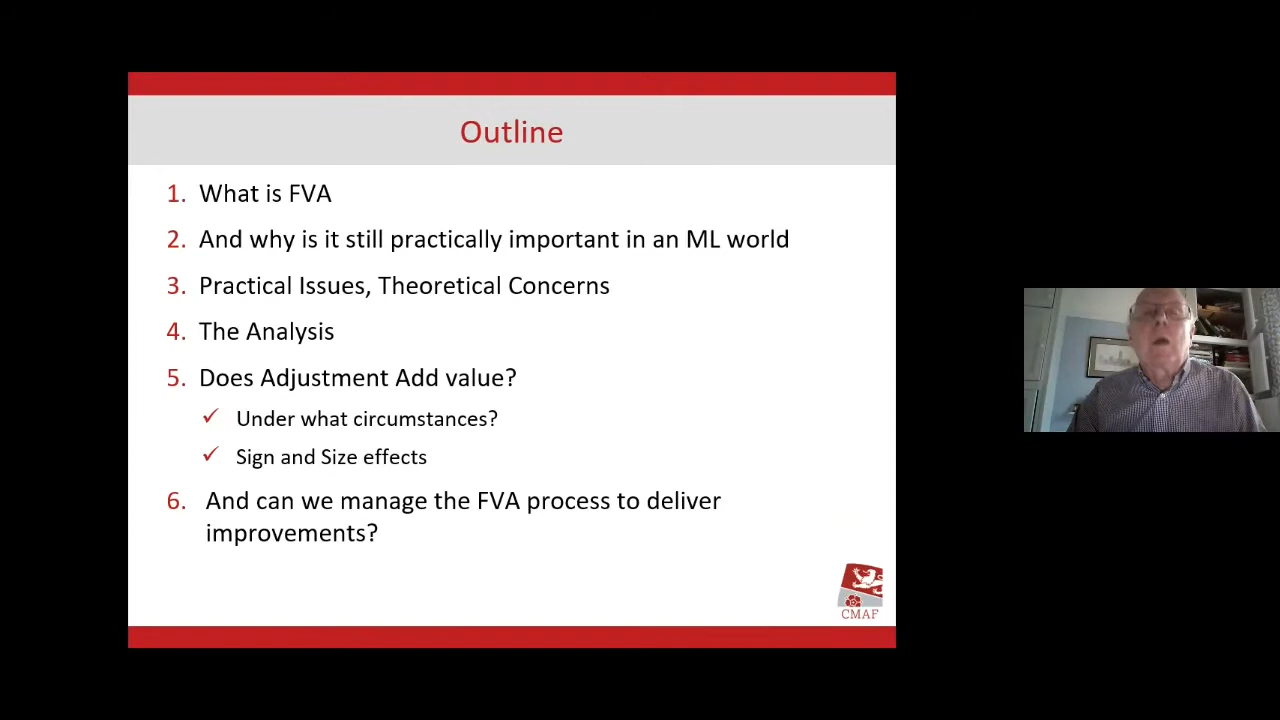 Outline
1. What is FVA
2. And why is it still practically important in an ML world
3. Practical Issues, Theoretical Concerns
4. The Analysis
5. Does Adjustment Add value?
✓ Under what circumstances?
✓ Sign and Size effects
6. And can we manage the FVA process to deliver
improvements?
CMAF